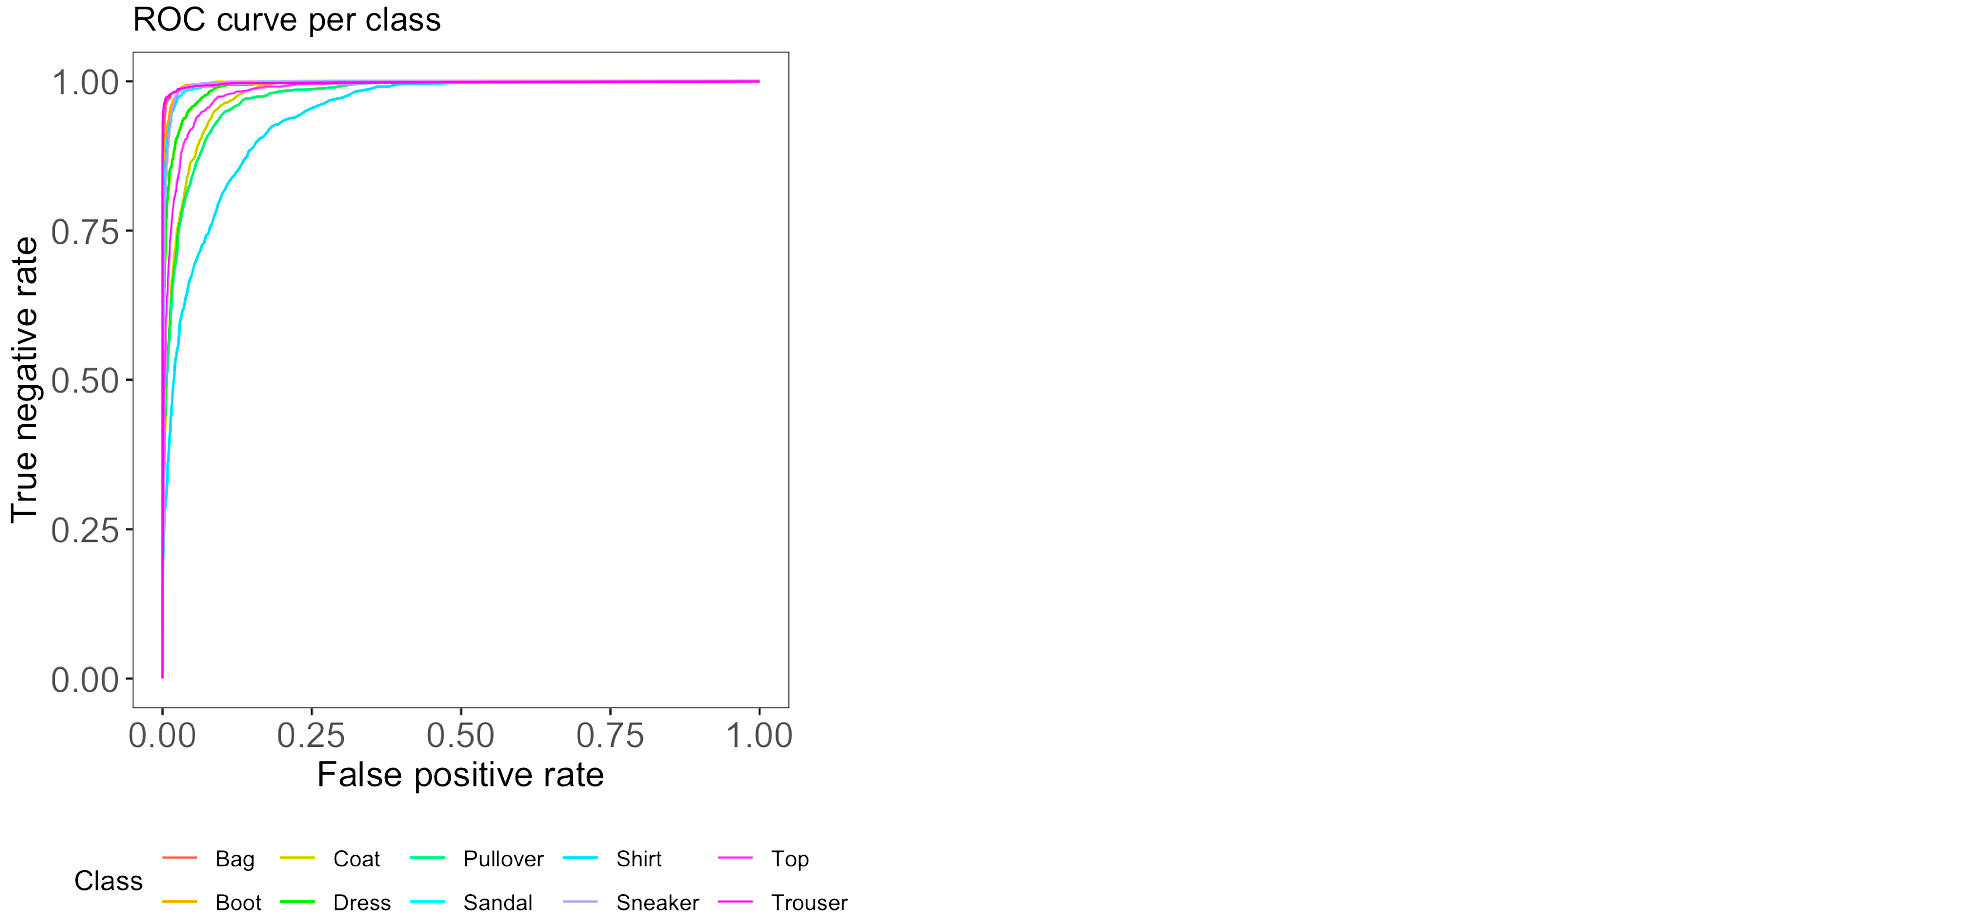 ROC curve per class
True negative rate
1.00
0.75
0.50
0.25
0.00
0.00 0.25 0.50 0.75 1.00
False positive rate
Class
Bag Coat Pullover Shirt Top
Boot Dress Sandal Sneaker Trouser